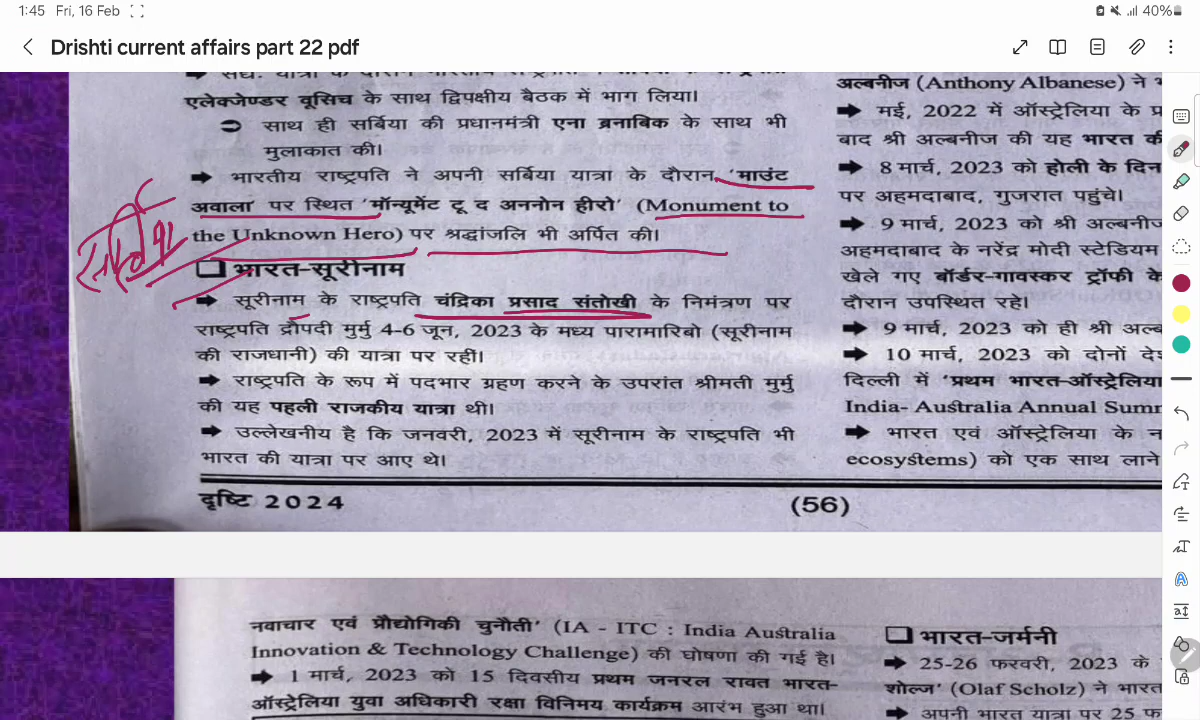 1:45 Fri, 16 Feb
40%
Drishti current affairs part 22 pdf
एलेक्जेण्डर वूसिच के साथ द्विपक्षीय बैठक में भाग लिया।
साथ ही सर्बिया की प्रधानमंत्री एना ब्रनाबिक के साथ भी
मुलाकात की।
भारतीय राष्ट्रपति ने अपनी सर्बिया यात्रा के दौरान 'माउंट
अवाला' पर स्थित 'मॉन्यूमेंट टू द अननोन हीरो' (Monument to
the Unknown Hero) पर श्रद्धांजलि भी अर्पित की।
भारत-सूरीनाम
सूरीनाम के राष्ट्रपति चंद्रिका प्रसाद संतोखी के निमंत्रण पर
राष्ट्रपति द्रौपदी मुर्मु 4-6 जून, 2023 के मध्य पारामारिबो (सूरीनाम
की राजधानी) की यात्रा पर रहीं।
राष्ट्रपति के रूप में पदभार ग्रहण करने के उपरांत श्रीमती मुर्मु
की यह पहली राजकीय यात्रा थी।
उल्लेखनीय है कि जनवरी, 2023 में सूरीनाम के राष्ट्रपति भी
भारत की यात्रा पर आए थे।
अल्बनीज (Anthony Albanese) ने
मई, 2022 में ऑस्ट्रेलिया के
बाद श्री अल्बनीज की यह भारत की
8 मार्च, 2023 को होली के दिन
पर अहमदाबाद, गुजरात पहुंचे।
9 मार्च, 2023 को श्री अल्बनीज
अहमदाबाद के नरेंद्र मोदी स्टेडियम
खेले गए बॉर्डर-गावस्कर ट्रॉफी के
दौरान उपस्थित रहे।
9 मार्च, 2023 को ही श्री
10 मार्च, 2023 को दोनों
दिल्ली में 'प्रथम भारत-ऑस्ट्रेलिया
India- Australia Annual
भारत एवं ऑस्ट्रेलिया के
ecosystems) को एक साथ लाने
दृष्टि 2024
(56)
नवाचार एवं प्रौद्योगिकी चुनौती' (IA - ITC : India Australia
Innovation & Technology Challenge) की घोषणा की गई है।
1 मार्च, 2023 को 15 दिवसीय प्रथम जनरल रावत भारत-
ऑस्ट्रेलिया युवा अधिकारी रक्षा विनिमय कार्यक्रम आरंभ हुआ था।
भारत-जर्मनी
25-26 फरवरी, 2023 के
शोल्ज' (Olaf Scholz) ने भारत
अपनी भारत यात्रा पर 25